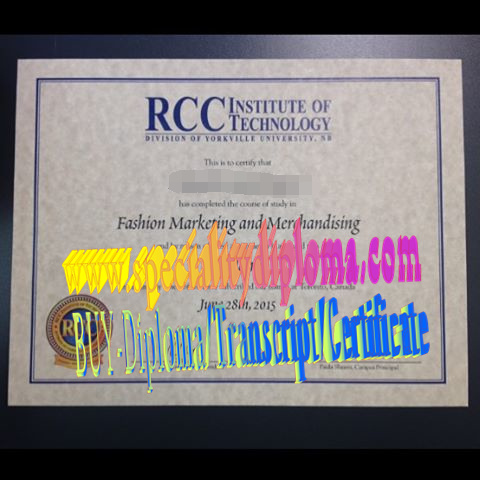 RCC INSTITUTE OF TECHNOLOGY
DIVISION OF YORKVILLE UNIVERSITY, NB
This is to certify that
has completed the course of study in
Fashion Marketing and Merchandising
www.specialitydiploma.com
Toronto, Canada
June 28th, 2015
BUY-Diploma/Transcript/Certificate
RCC
Campus Principal